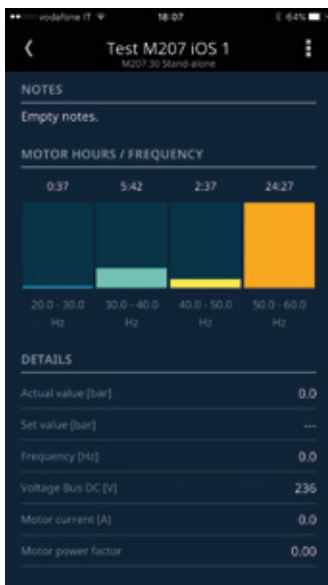 vodafone IT 18:07 64%
Test M207 iOS 1
M207.30 Stand-alone
NOTES
Empty notes.
MOTOR HOURS / FREQUENCY
0:37 5:42 2:37 24:27
20.0 - 30.0 30.0 - 40.0 40.0 - 50.0 50.0 - 60.0
Hz Hz Hz Hz
DETAILS
Actual value [bar] 0.0
Set value [bar] ---
Frequency [Hz] 0.0
Voltage Bus DC [V] 236
Motor current [A] 0.0
Motor power factor 0.00